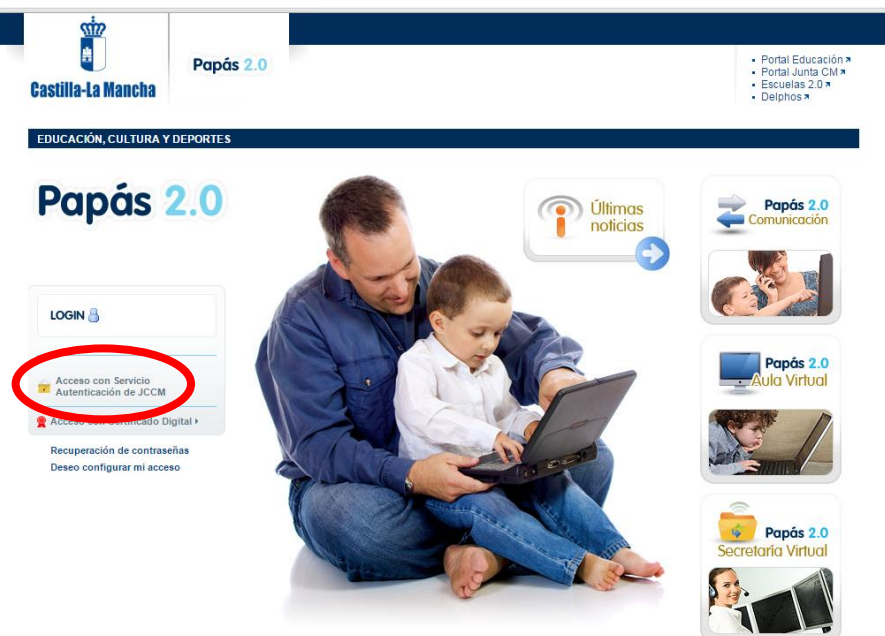 Castilla-La Mancha
Papás 2.0
Portal Educación
Portal Junta CM
Escuelas 2.0
Delphos
EDUCACIÓN, CULTURA Y DEPORTES
Papás 2.0
Últimas
noticias
Papás 2.0
Comunicación
LOGIN
Acceso con Servicio
Autenticación de JCCM
Acceso con Certificado Digital
Recuperación de contraseñas
Deseo configurar mi acceso
Papás 2.0
Aula Virtual
Papás 2.0
Secretaría Virtual